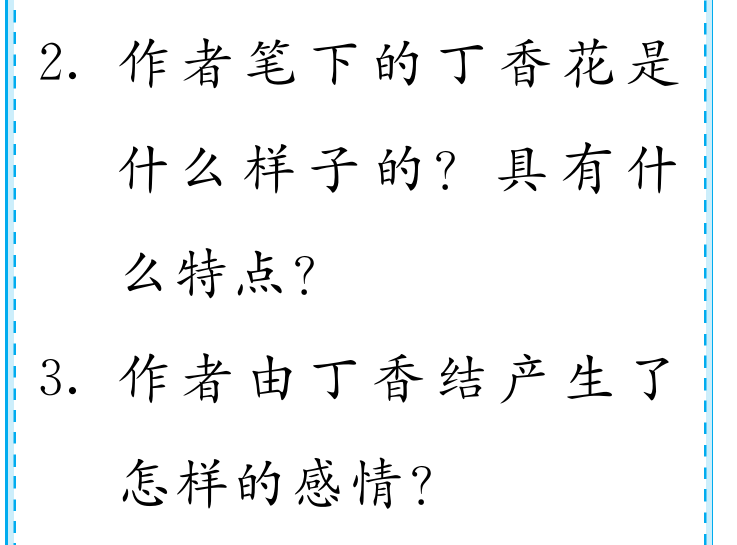 2. 作者笔下的丁香花是
什么样子的？具有什
么特点？
3. 作者由丁香结产生了
怎样的感情？